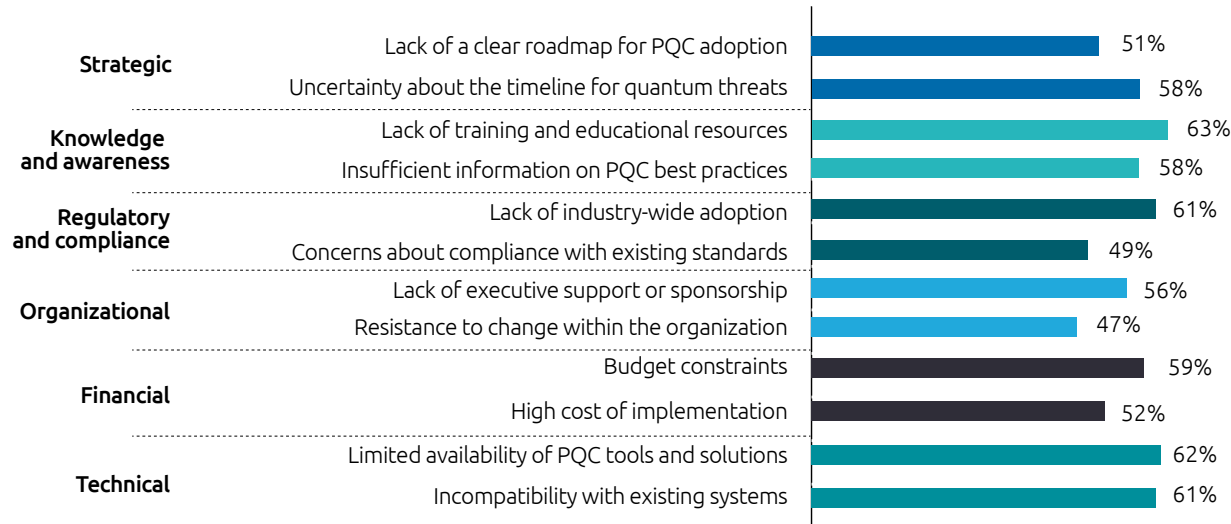 Strategic
Lack of a clear roadmap for PQC adoption 51%
Uncertainty about the timeline for quantum threats 58%
Knowledge
and awareness
Lack of training and educational resources 63%
Insufficient information on PQC best practices 58%
Regulatory
and compliance
Lack of industry-wide adoption 61%
Concerns about compliance with existing standards 49%
Organizational
Lack of executive support or sponsorship 56%
Resistance to change within the organization 47%
Financial
Budget constraints 59%
High cost of implementation 52%
Technical
Limited availability of PQC tools and solutions 62%
Incompatibility with existing systems 61%